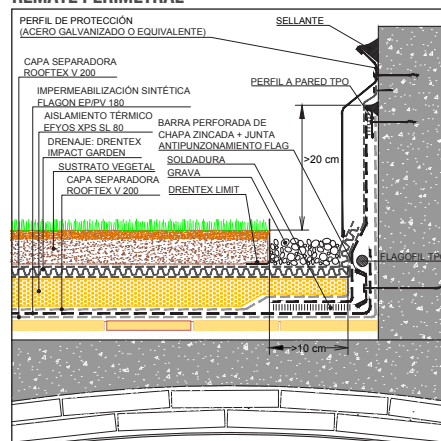 REMATE PERIMETRAL
PERFIL DE PROTECCIÓN
(ACERO GALVANIZADO O EQUIVALENTE)
SELLANTE
CAPA SEPARADORA
ROOFTEX V 200
PERFIL A PARED TPO
IMPERMEABILIZACIÓN SINTÉTICA
FLAGON EP/PV 180
AISLAMIENTO TÉRMICO
EFYOS XPS SL 80
BARRA PERFORADA DE
CHAPA ZINCADA + JUNTA
ANTIPUNZONAMIENTO FLAG
DRENAJE: DRENTEX
IMPACT GARDEN
SUSTRATO VEGETAL
CAPA SEPARADORA
ROOFTEX V 200
SOLDADURA
GRAVA
DRENTEX LIMIT
>20 cm
FLAGOFIL TPO
>10 cm